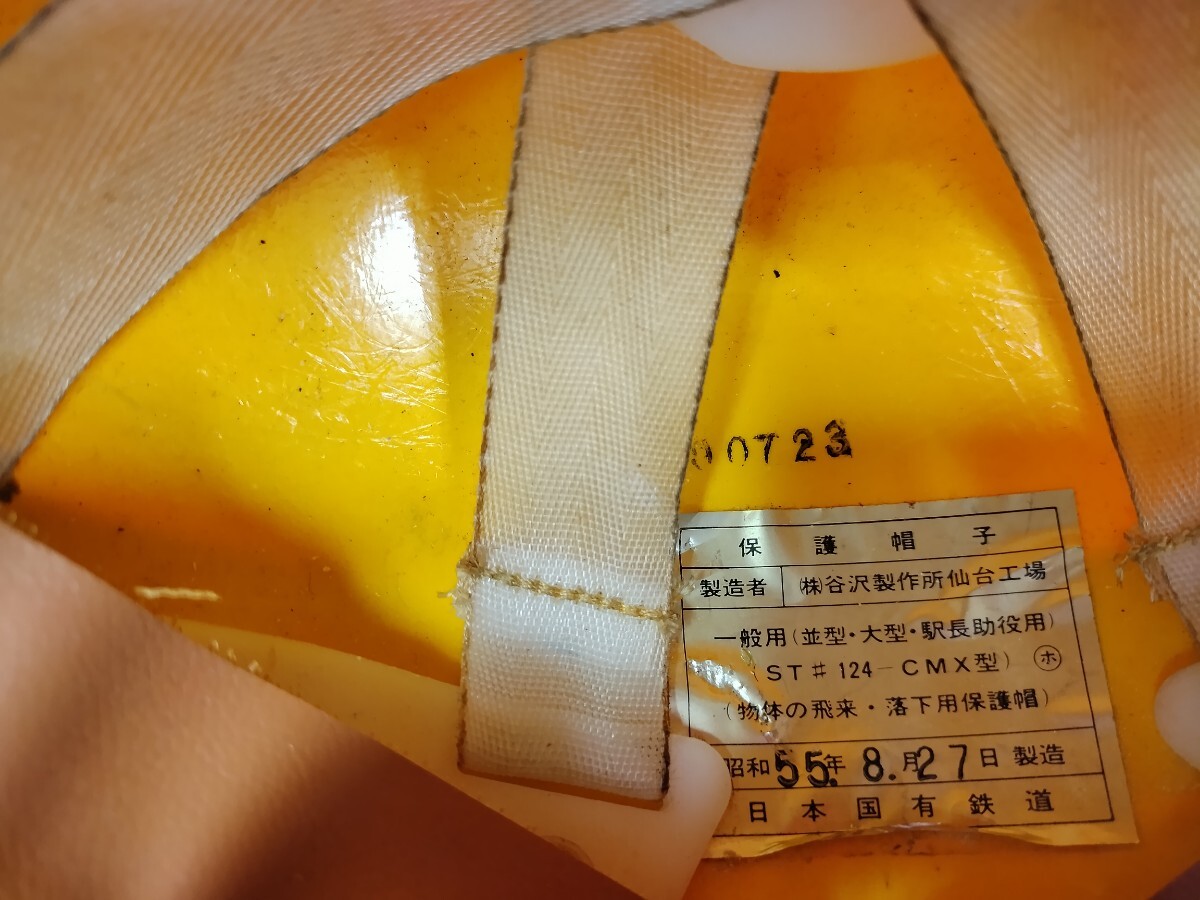 00723
保護帽子
製造者 ㈱谷沢製作所仙台工場
一般用(並型・大型・駅長助役用)
(ST♯124-CMX型) ㋭
(物体の飛来・落下用保護帽)
昭和55年8.月27日製造
日本国有鉄道